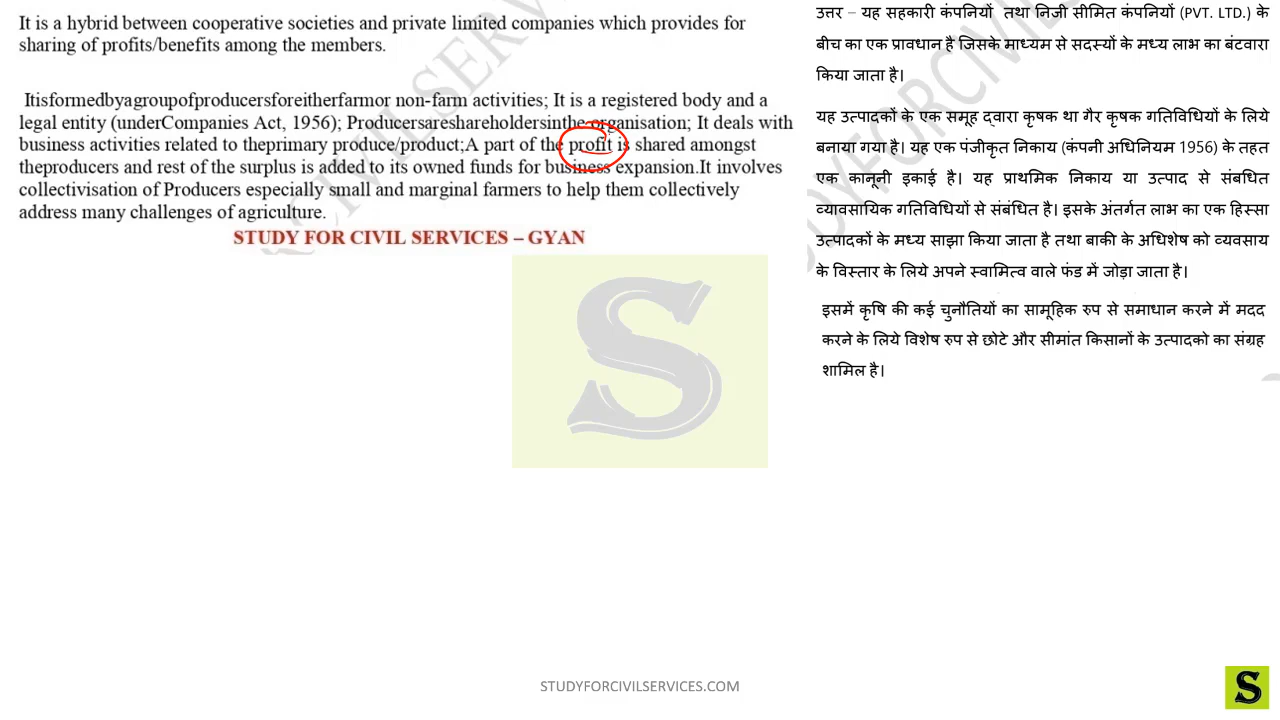 It is a hybrid between cooperative societies and private limited companies which provides for
sharing of profits/benefits among the members.
Itisformedbyagroupofproducersforeitherfarmor non-farm activities; It is a registered body and a
legal entity (underCompanies Act, 1956); Producersareshareholdersinthe organisation; It deals with
business activities related to theprimary produce/product;A part of the profit is shared amongst
theproducers and rest of the surplus is added to its owned funds for business expansion.It involves
collectivisation of Producers especially small and marginal farmers to help them collectively
address many challenges of agriculture.
STUDY FOR CIVIL SERVICES – GYAN
उत्तर – यह सहकारी कंपनियों तथा निजी सीमित कंपनियों (PVT. LTD.) के
बीच का एक प्रावधान है जिसके माध्यम से सदस्यों के मध्य लाभ का बंटवारा
किया जाता है।
यह उत्पादकों के एक समूह द्वारा कृषक था गैर कृषक गतिविधियों के लिये
बनाया गया है। यह एक पंजीकृत निकाय (कंपनी अधिनियम 1956) के तहत
एक कानूनी इकाई है। यह प्राथमिक निकाय या उत्पाद से संबधित
व्यावसायिक गतिविधियों से संबंधित है। इसके अंतर्गत लाभ का एक हिस्सा
उत्पादकों के मध्य साझा किया जाता है तथा बाकी के अधिशेष को व्यवसाय
के विस्तार के लिये अपने स्वामित्व वाले फंड में जोड़ा जाता है।
इसमें कृषि की कई चुनौतियों का सामूहिक रुप से समाधान करने में मदद
करने के लिये विशेष रुप से छोटे और सीमांत किसानों के उत्पादको का संग्रह
शामिल है।
S
STUDYFORCIVILSERVICES.COM
S